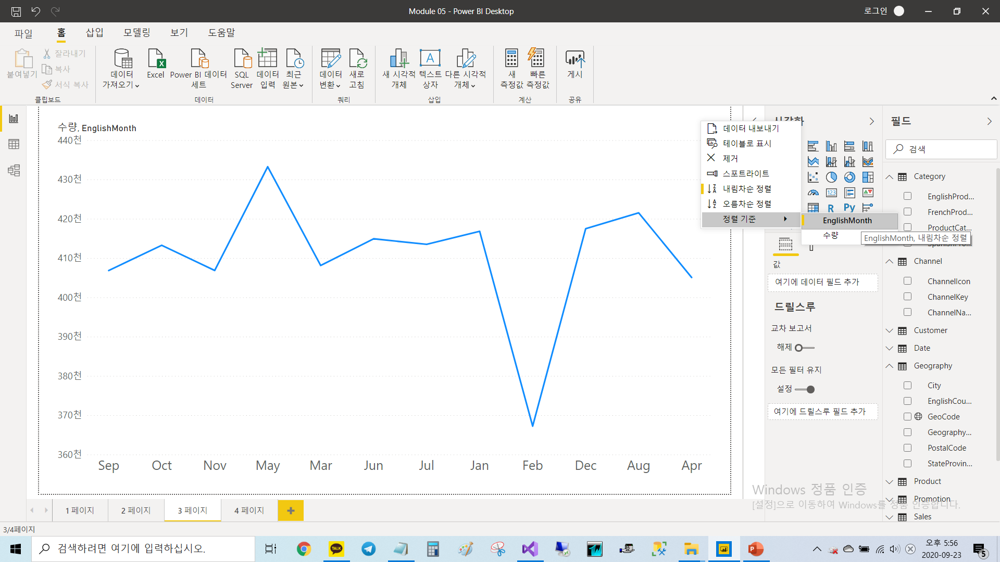 Module 05 - Power BI Desktop
로그인
파일
홈
삽입
모델링
보기
도움말
붙여넣기
잘라내기
복사
서식 복사
클립보드
데이터
가져오기
Excel
Power BI 데이터
세트
SQL
Server
데이터
입력
최근
원본
데이터
데이터
변환
새로
고침
쿼리
새 시각적
개체
텍스트
상자
다른 시각적
개체
삽입
새
측정값
빠른
측정값
계산
게시
공유
수량, EnglishMonth
440천
430천
420천
410천
400천
390천
380천
370천
360천
Sep
Oct
Nov
May
Mar
Jun
Jul
Jan
Feb
Dec
Aug
Apr
데이터 내보내기
테이블로 표시
제거
스포트라이트
내림차순 정렬
오름차순 정렬
정렬 기준
EnglishMonth
수량
EnglishMonth, 내림차순 정렬
시각화
123
R
Py
값
여기에 데이터 필드 추가
드릴스루
교차 보고서
해제
모든 필터 유지
설정
여기에 드릴스루 필드 추가
필드
검색
Category
EnglishProd...
FrenchProd...
ProductCat...
Channel
ChannelIcon
ChannelKey
ChannelNa...
Customer
Date
Geography
City
EnglishCou...
GeoCode
Geography...
PostalCode
StateProvin...
Product
Promotion
Sales
Windows 정품 인증
[설정]으로 이동하여 Windows를 정품 인증합니다.
1 페이지
2 페이지
3 페이지
4 페이지
3/4페이지
검색하려면 여기에 입력하십시오.
TALK
오후 5:56
2020-09-23
5